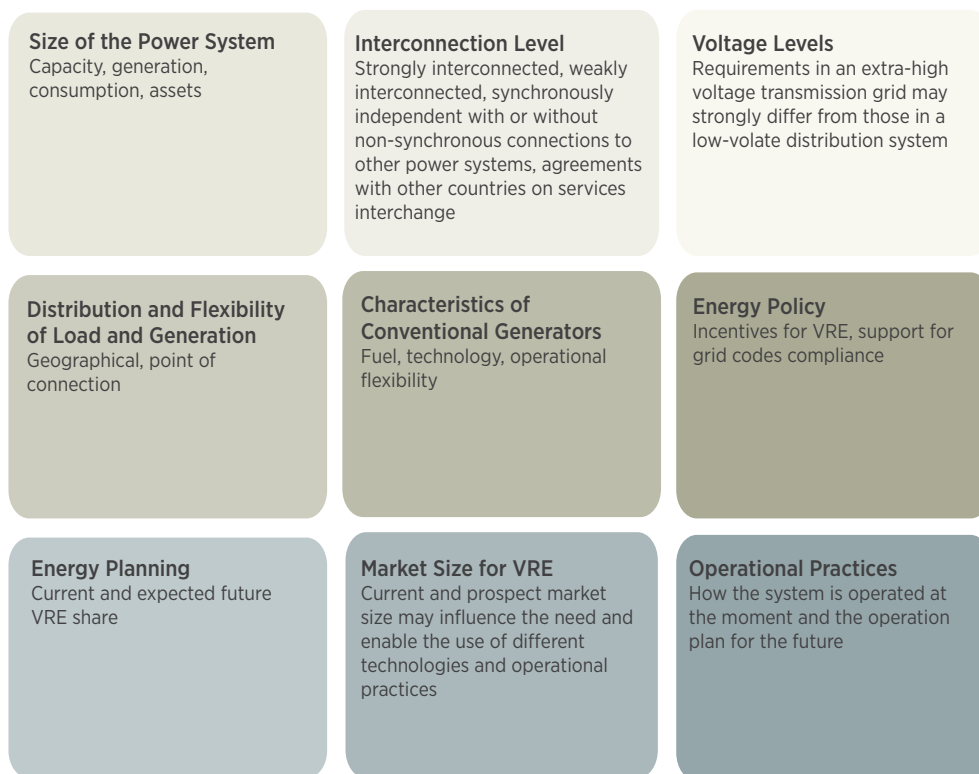 Size of the Power System
Capacity, generation,
consumption, assets
Interconnection Level
Strongly interconnected, weakly
interconnected, synchronously
independent with or without
non-synchronous connections to
other power systems, agreements
with other countries on services
interchange
Voltage Levels
Requirements in an extra-high
voltage transmission grid may
strongly differ from those in a
low-volate distribution system
Distribution and Flexibility
of Load and Generation
Geographical, point of
connection
Characteristics of
Conventional Generators
Fuel, technology, operational
flexibility
Energy Policy
Incentives for VRE, support for
grid codes compliance
Energy Planning
Current and expected future
VRE share
Market Size for VRE
Current and prospect market
size may influence the need and
enable the use of different
technologies and operational
practices
Operational Practices
How the system is operated at
the moment and the operation
plan for the future